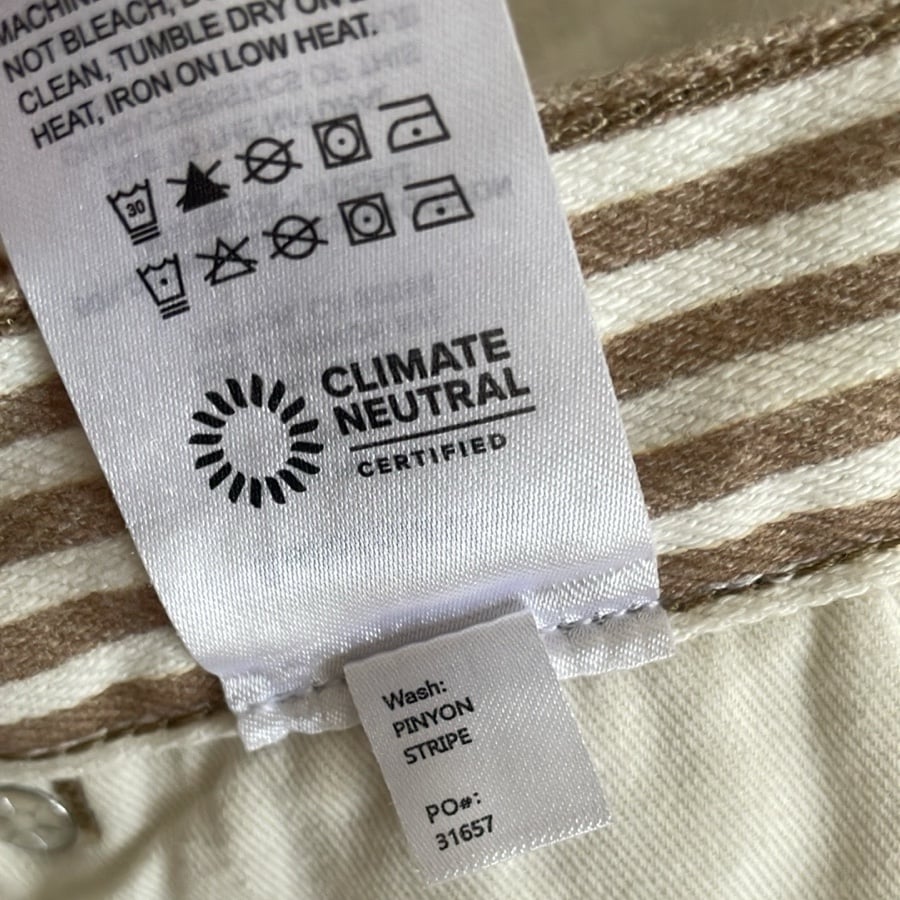 MACHINE
NOT BLEACH,
CLEAN, TUMBLE DRY ON
HEAT, IRON ON LOW HEAT.
30
CLIMATE
NEUTRAL
CERTIFIED
Wash:
PINYON
STRIPE
PO#:
31657